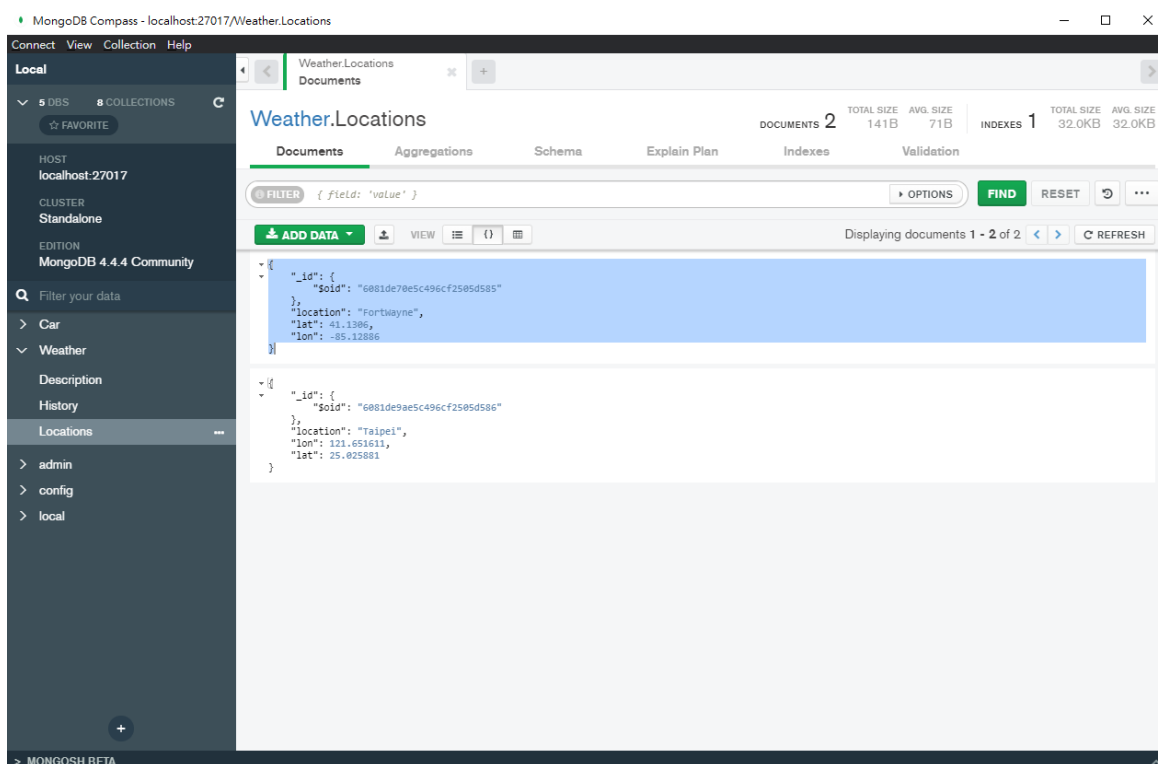 MongoDB Compass - localhost:27017/Weather.Locations
Connect View Collection Help
Local
5 DBS 8 COLLECTIONS
FAVORITE
HOST
localhost:27017
CLUSTER
Standalone
EDITION
MongoDB 4.4.4 Community
Filter your data
Car
Weather
Description
History
Locations
admin
config
local
+
Weather.Locations
Documents
+
Weather.Locations
DOCUMENTS 2 TOTAL SIZE 141B AVG. SIZE 71B INDEXES 1 TOTAL SIZE 32.0KB AVG. SIZE 32.0KB
Documents Aggregations Schema Explain Plan Indexes Validation
FILTER { field: 'value' } OPTIONS FIND RESET ...
ADD DATA VIEW {} Displaying documents 1 - 2 of 2 < > REFRESH
{
"_id": {
"$oid": "6081de70e5c496cf2505d585"
},
"location": "Fortwayne",
"lat": 41.1306,
"lon": -85.12886
}
{
"_id": {
"$oid": "6081de9ae5c496cf2505d586"
},
"location": "Taipei",
"lon": 121.651611,
"lat": 25.025881
}
> MONGOSH BETA